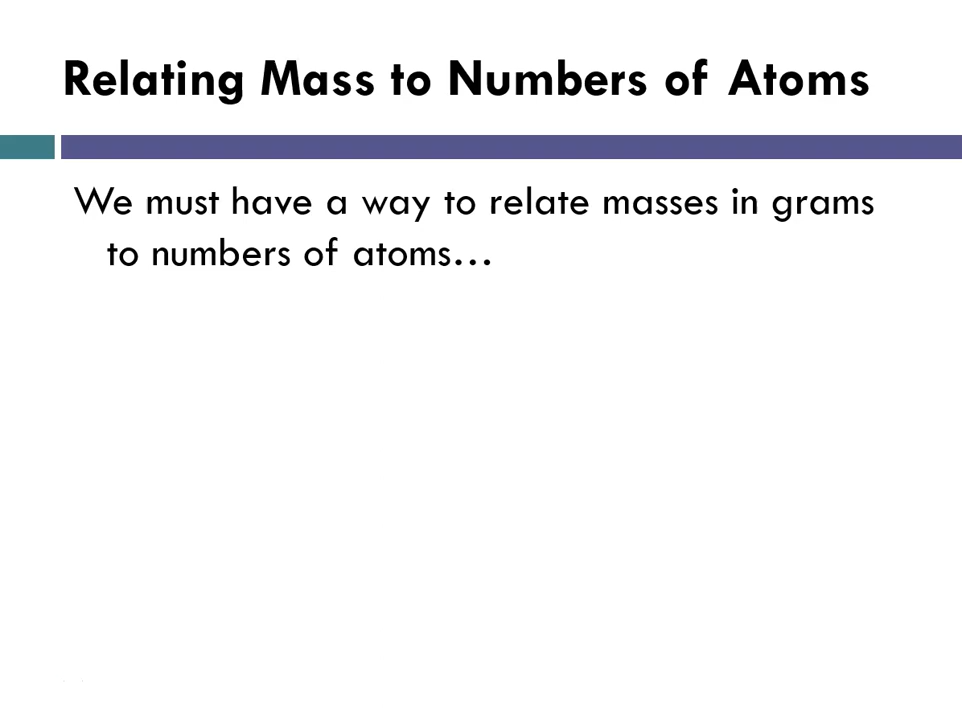 Relating Mass to Numbers of Atoms
We must have a way to relate masses in grams
to numbers of atoms…